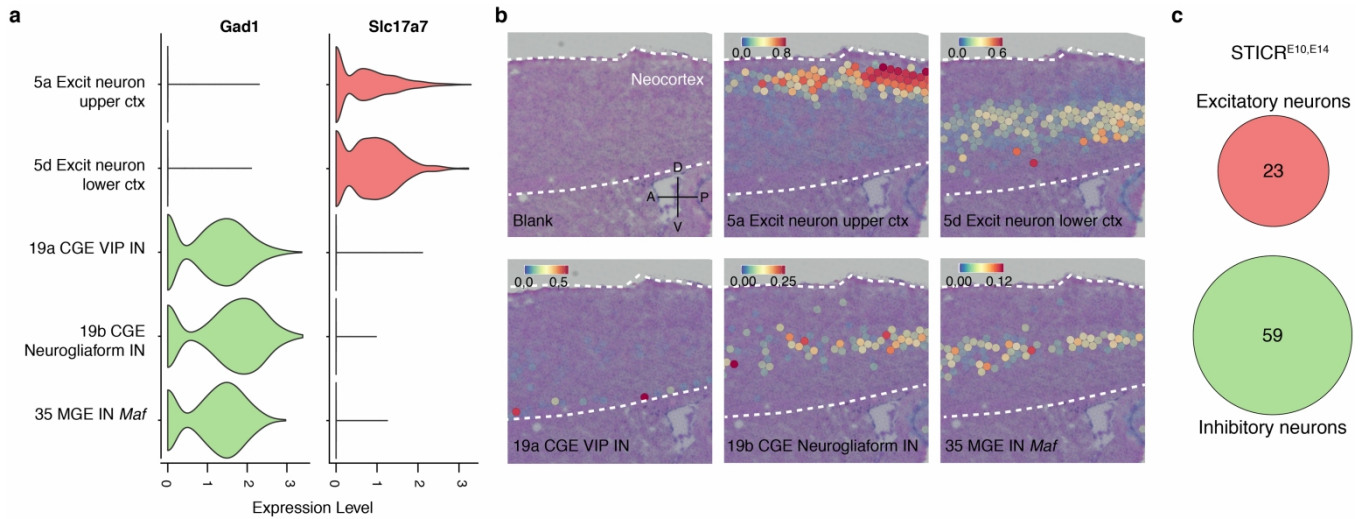 a
Gad1
Slc17a7
5a Excit neuron
upper ctx
5d Excit neuron
lower ctx
19a CGE VIP IN
19b CGE
Neurogliaform IN
35 MGE IN Maf
0 1 2 3
0 1 2 3
Expression Level
b
Neocortex
D
A P
V
Blank
0.0 0.8
5a Excit neuron upper ctx
0.0 0.6
5d Excit neuron lower ctx
0.0 0.5
19a CGE VIP IN
0.00 0.25
19b CGE Neurogliaform IN
0.00 0.12
35 MGE IN Maf
c
STICRE10,E14
Excitatory neurons
23
59
Inhibitory neurons